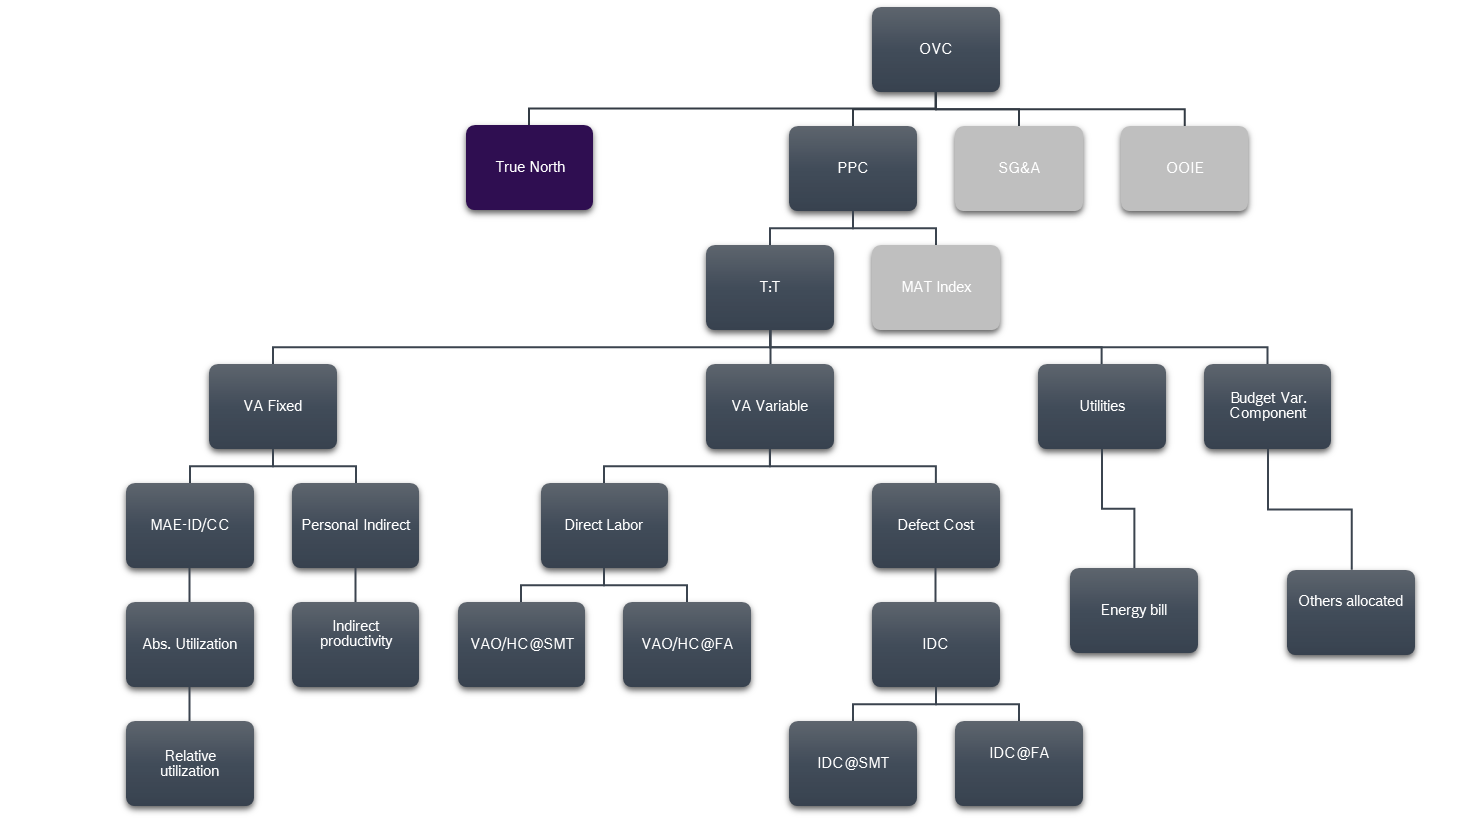 OVC
True North
PPC
SG&A
OOIE
T:T
MAT Index
VA Fixed
VA Variable
Utilities
Budget Var.
Component
MAE-ID/CC
Personal Indirect
Direct Labor
Defect Cost
Energy bill
Others allocated
Abs. Utilization
Indirect
productivity
VAO/HC@SMT
VAO/HC@FA
IDC
Relative
utilization
IDC@SMT
IDC@FA